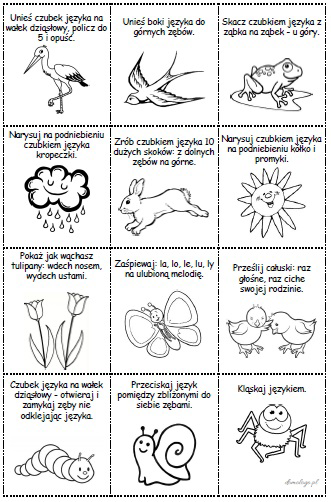 Unieś czubek języka na
wałek dziąsłowy, policz do
5 i opuść.
Unieś boki języka do
górnych zębów.
Skacz czubkiem języka z
ząbka na ząbek - u góry.
Narysuj na podniebieniu
czubkiem języka
kropeczki.
Zrób czubkiem języka 10
dużych skoków: z dolnych
zębów na górne.
Narysuj czubkiem języka
na podniebieniu kółko i
promyki.
Pokaż jak wąchasz
tulipany: wdech nosem,
wydech ustami.
Zaśpiewaj: la, lo, le, lu, ly
na ulubioną melodię.
Prześlij całuski: raz
głośne, raz ciche
swojej rodzinie.
Czubek języka na wałek
dziąsłowy - otwieraj i
zamykaj zęby nie
odklejając języka.
Przeciskaj język
pomiędzy zbliżonymi do
siebie zębami.
Kląskaj językiem.